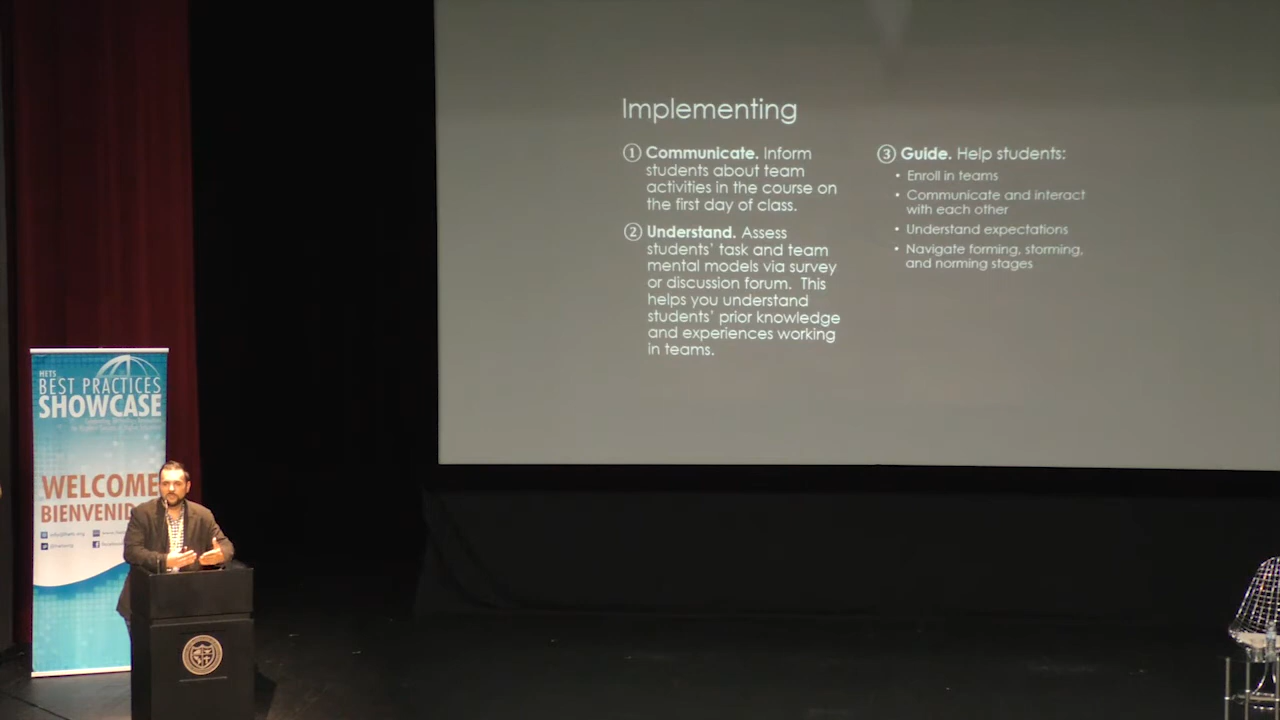 Implementing
① Communicate. Inform
students about team
activities in the course on
the first day of class.
② Understand. Assess
students' task and team
mental models via survey
or discussion forum. This
helps you understand
students' prior knowledge
and experiences working
in teams.
③ Guide. Help students:
• Enroll in teams
• Communicate and interact
with each other
• Understand expectations
• Navigate forming, storming,
and norming stages
HETS
BEST PRACTICES
SHOWCASE
WELCOME
BIENVENID